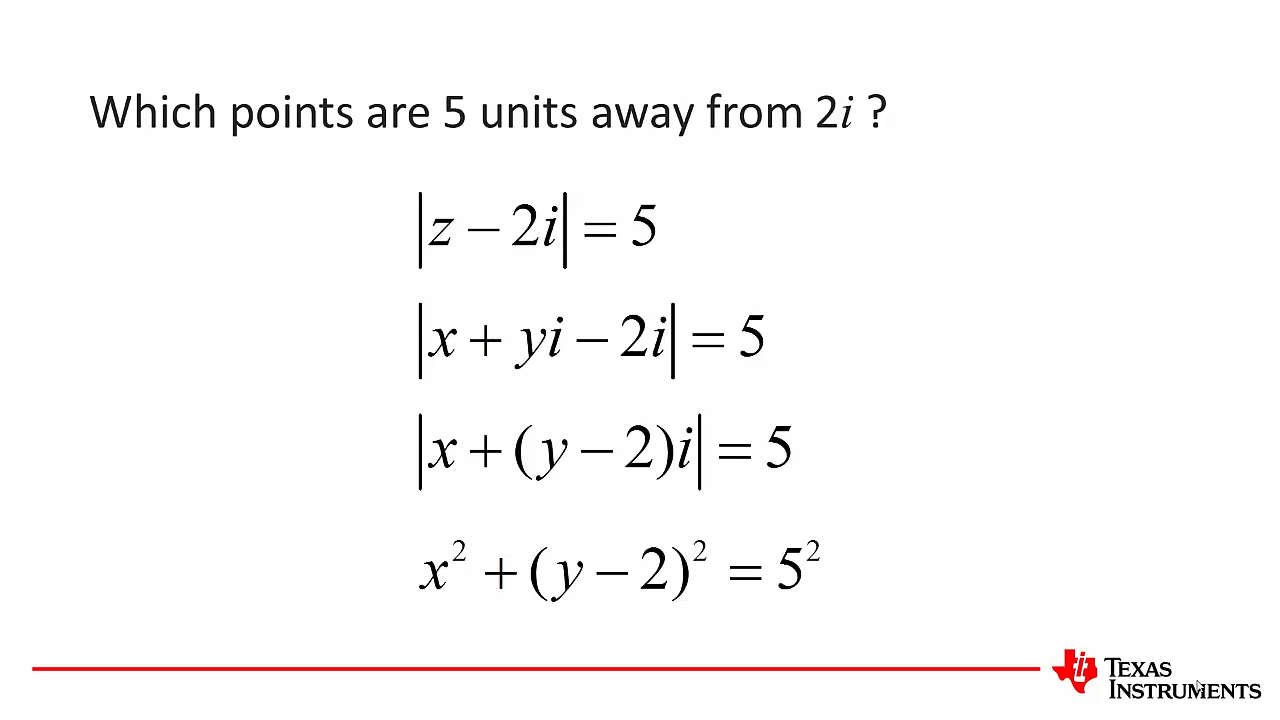 Which points are 5 units away from 2i ?
|z − 2i| = 5
|x + yi − 2i| = 5
|x + (y − 2)i| = 5
x² + (y − 2)² = 5²
TEXAS
INSTRUMENTS